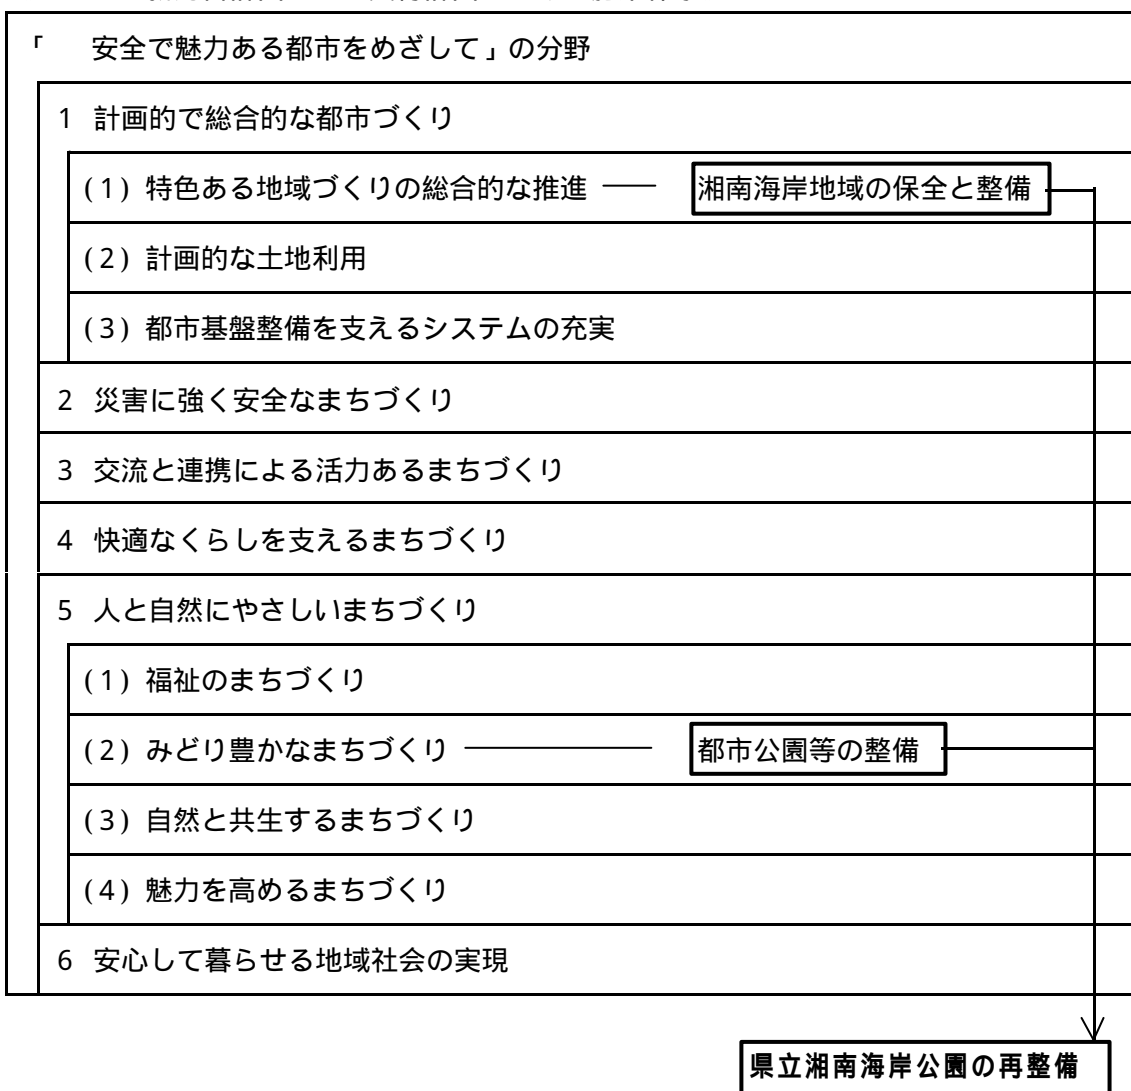 「　安全で魅力ある都市をめざして」の分野
1 計画的で総合的な都市づくり
(1) 特色ある地域づくりの総合的な推進 湘南海岸地域の保全と整備
(2) 計画的な土地利用
(3) 都市基盤整備を支えるシステムの充実
2 災害に強く安全なまちづくり
3 交流と連携による活力あるまちづくり
4 快適なくらしを支えるまちづくり
5 人と自然にやさしいまちづくり
(1) 福祉のまちづくり
(2) みどり豊かなまちづくり 都市公園等の整備
(3) 自然と共生するまちづくり
(4) 魅力を高めるまちづくり
6 安心して暮らせる地域社会の実現
県立湘南海岸公園の再整備